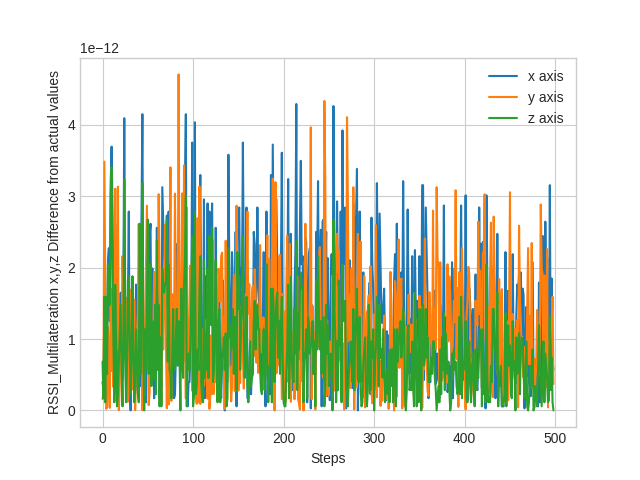 1e−12
RSSI_Multilateration x,y,z Difference from actual values
4
3
2
1
0
0 100 200 300 400 500
Steps
x axis
y axis
z axis